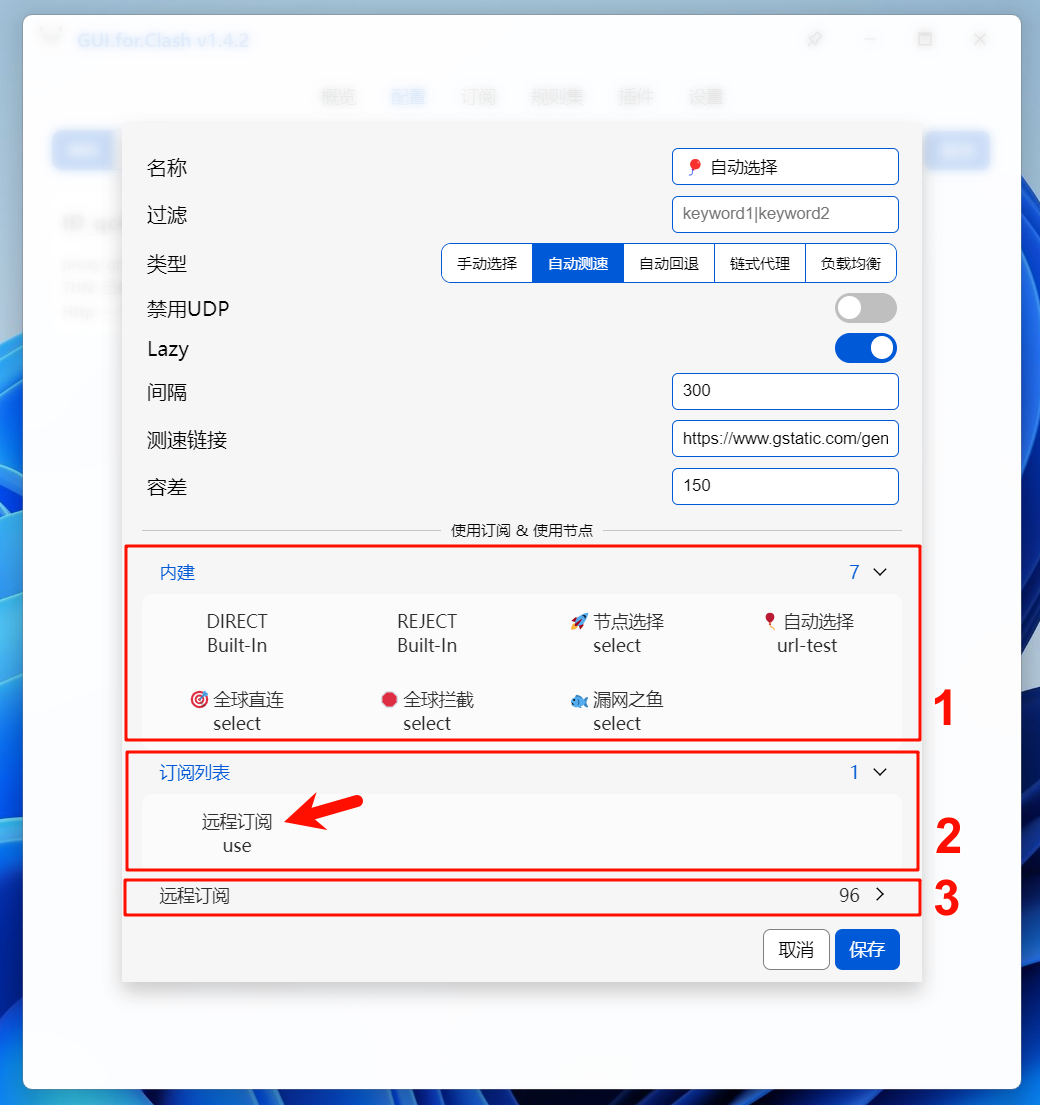 GUI.for.Clash v1.4.2
概览 配置 订阅 规则集 插件 设置
名称 自动选择
过滤 keyword1|keyword2
类型 手动选择 自动测速 自动回退 链式代理 负载均衡
禁用UDP
Lazy
间隔 300
测速链接 https://www.gstatic.com/gen
容差 150
使用订阅 & 使用节点
内建 7
DIRECT REJECT 节点选择 自动选择
Built-In Built-In select url-test
全球直连 全球拦截 漏网之鱼
select select select
1
订阅列表 1
远程订阅
use
2
远程订阅 96
3
取消 保存